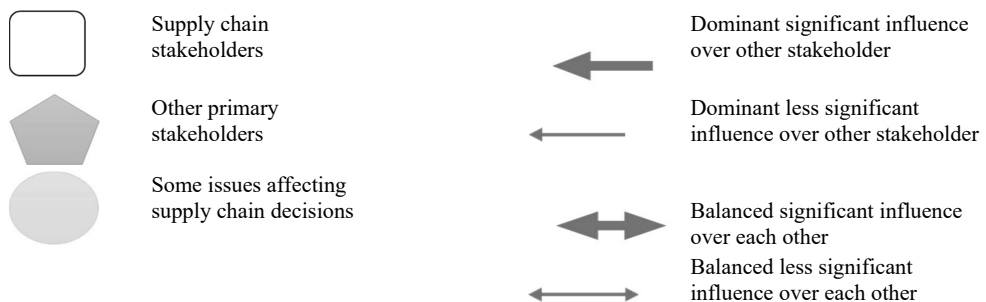 Supply chain
stakeholders
Other primary
stakeholders
Some issues affecting
supply chain decisions
Dominant significant influence
over other stakeholder
Dominant less significant
influence over other stakeholder
Balanced significant influence
over each other
Balanced less significant
influence over each other